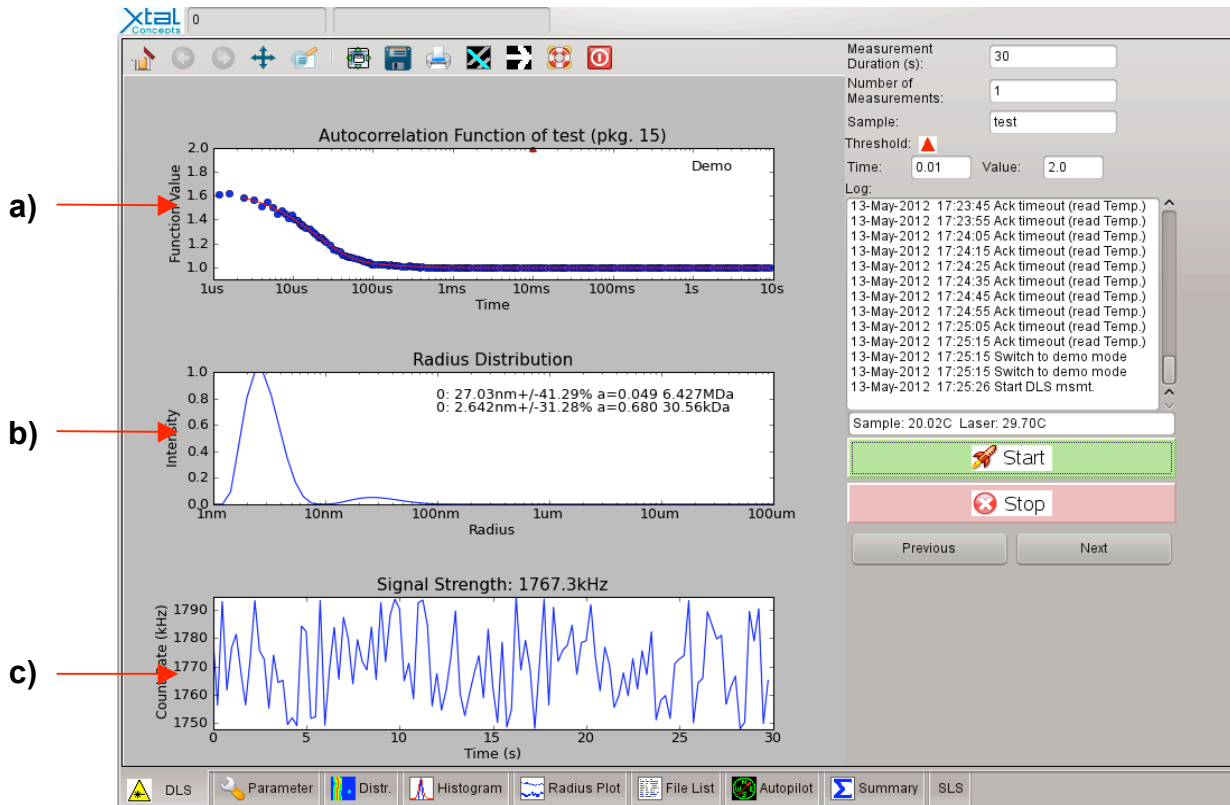 xtal
Concepts
0
Measurement
Duration (s):
30
Number of
Measurements:
1
Sample:
test
Threshold:
Time:
0.01
Value:
2.0
Log:
13-May-2012 17:23:45 Ack timeout (read Temp.)
13-May-2012 17:23:55 Ack timeout (read Temp.)
13-May-2012 17:24:05 Ack timeout (read Temp.)
13-May-2012 17:24:15 Ack timeout (read Temp.)
13-May-2012 17:24:25 Ack timeout (read Temp.)
13-May-2012 17:24:35 Ack timeout (read Temp.)
13-May-2012 17:24:45 Ack timeout (read Temp.)
13-May-2012 17:24:55 Ack timeout (read Temp.)
13-May-2012 17:25:05 Ack timeout (read Temp.)
13-May-2012 17:25:15 Ack timeout (read Temp.)
13-May-2012 17:25:15 Switch to demo mode
13-May-2012 17:25:15 Switch to demo mode
13-May-2012 17:25:26 Start DLS msmt.
Sample: 20.02C Laser: 29.70C
Start
Stop
Previous
Next
a)
Autocorrelation Function of test (pkg. 15)
Demo
Function Value
2.0
1.8
1.6
1.4
1.2
1.0
1us 10us 100us 1ms 10ms 100ms 1s 10s
Time
b)
Radius Distribution
0: 27.03nm+/-41.29% a=0.049 6.427MDa
0: 2.642nm+/-31.28% a=0.680 30.56kDa
Intensity
1.0
0.8
0.6
0.4
0.2
0.0
1nm 10nm 100nm 1um 10um 100um
Radius
c)
Signal Strength: 1767.3kHz
Count rate (kHz)
1790
1780
1770
1760
1750
0 5 10 15 20 25 30
Time (s)
DLS
Parameter
Distr.
Histogram
Radius Plot
File List
Autopilot
Summary
SLS